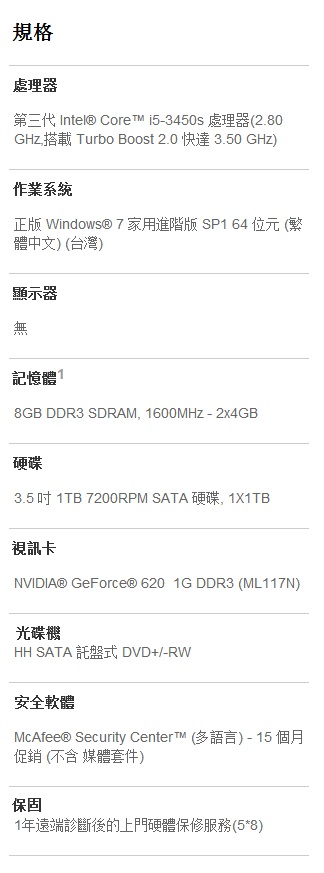 規格
處理器
第三代 Intel® Core™ i5-3450s 處理器(2.80
GHz,搭載 Turbo Boost 2.0 快達 3.50 GHz)
作業系統
正版 Windows® 7 家用進階版 SP1 64 位元 (繁
體中文) (台灣)
顯示器
無
記憶體1
8GB DDR3 SDRAM, 1600MHz - 2x4GB
硬碟
3.5 吋 1TB 7200RPM SATA 硬碟, 1X1TB
視訊卡
NVIDIA® GeForce® 620 1G DDR3 (ML117N)
光碟機
HH SATA 託盤式 DVD+/-RW
安全軟體
McAfee® Security Center™ (多語言) - 15 個月
促銷 (不含 媒體套件)
保固
1年遠端診斷後的上門硬體保修服務(5*8)